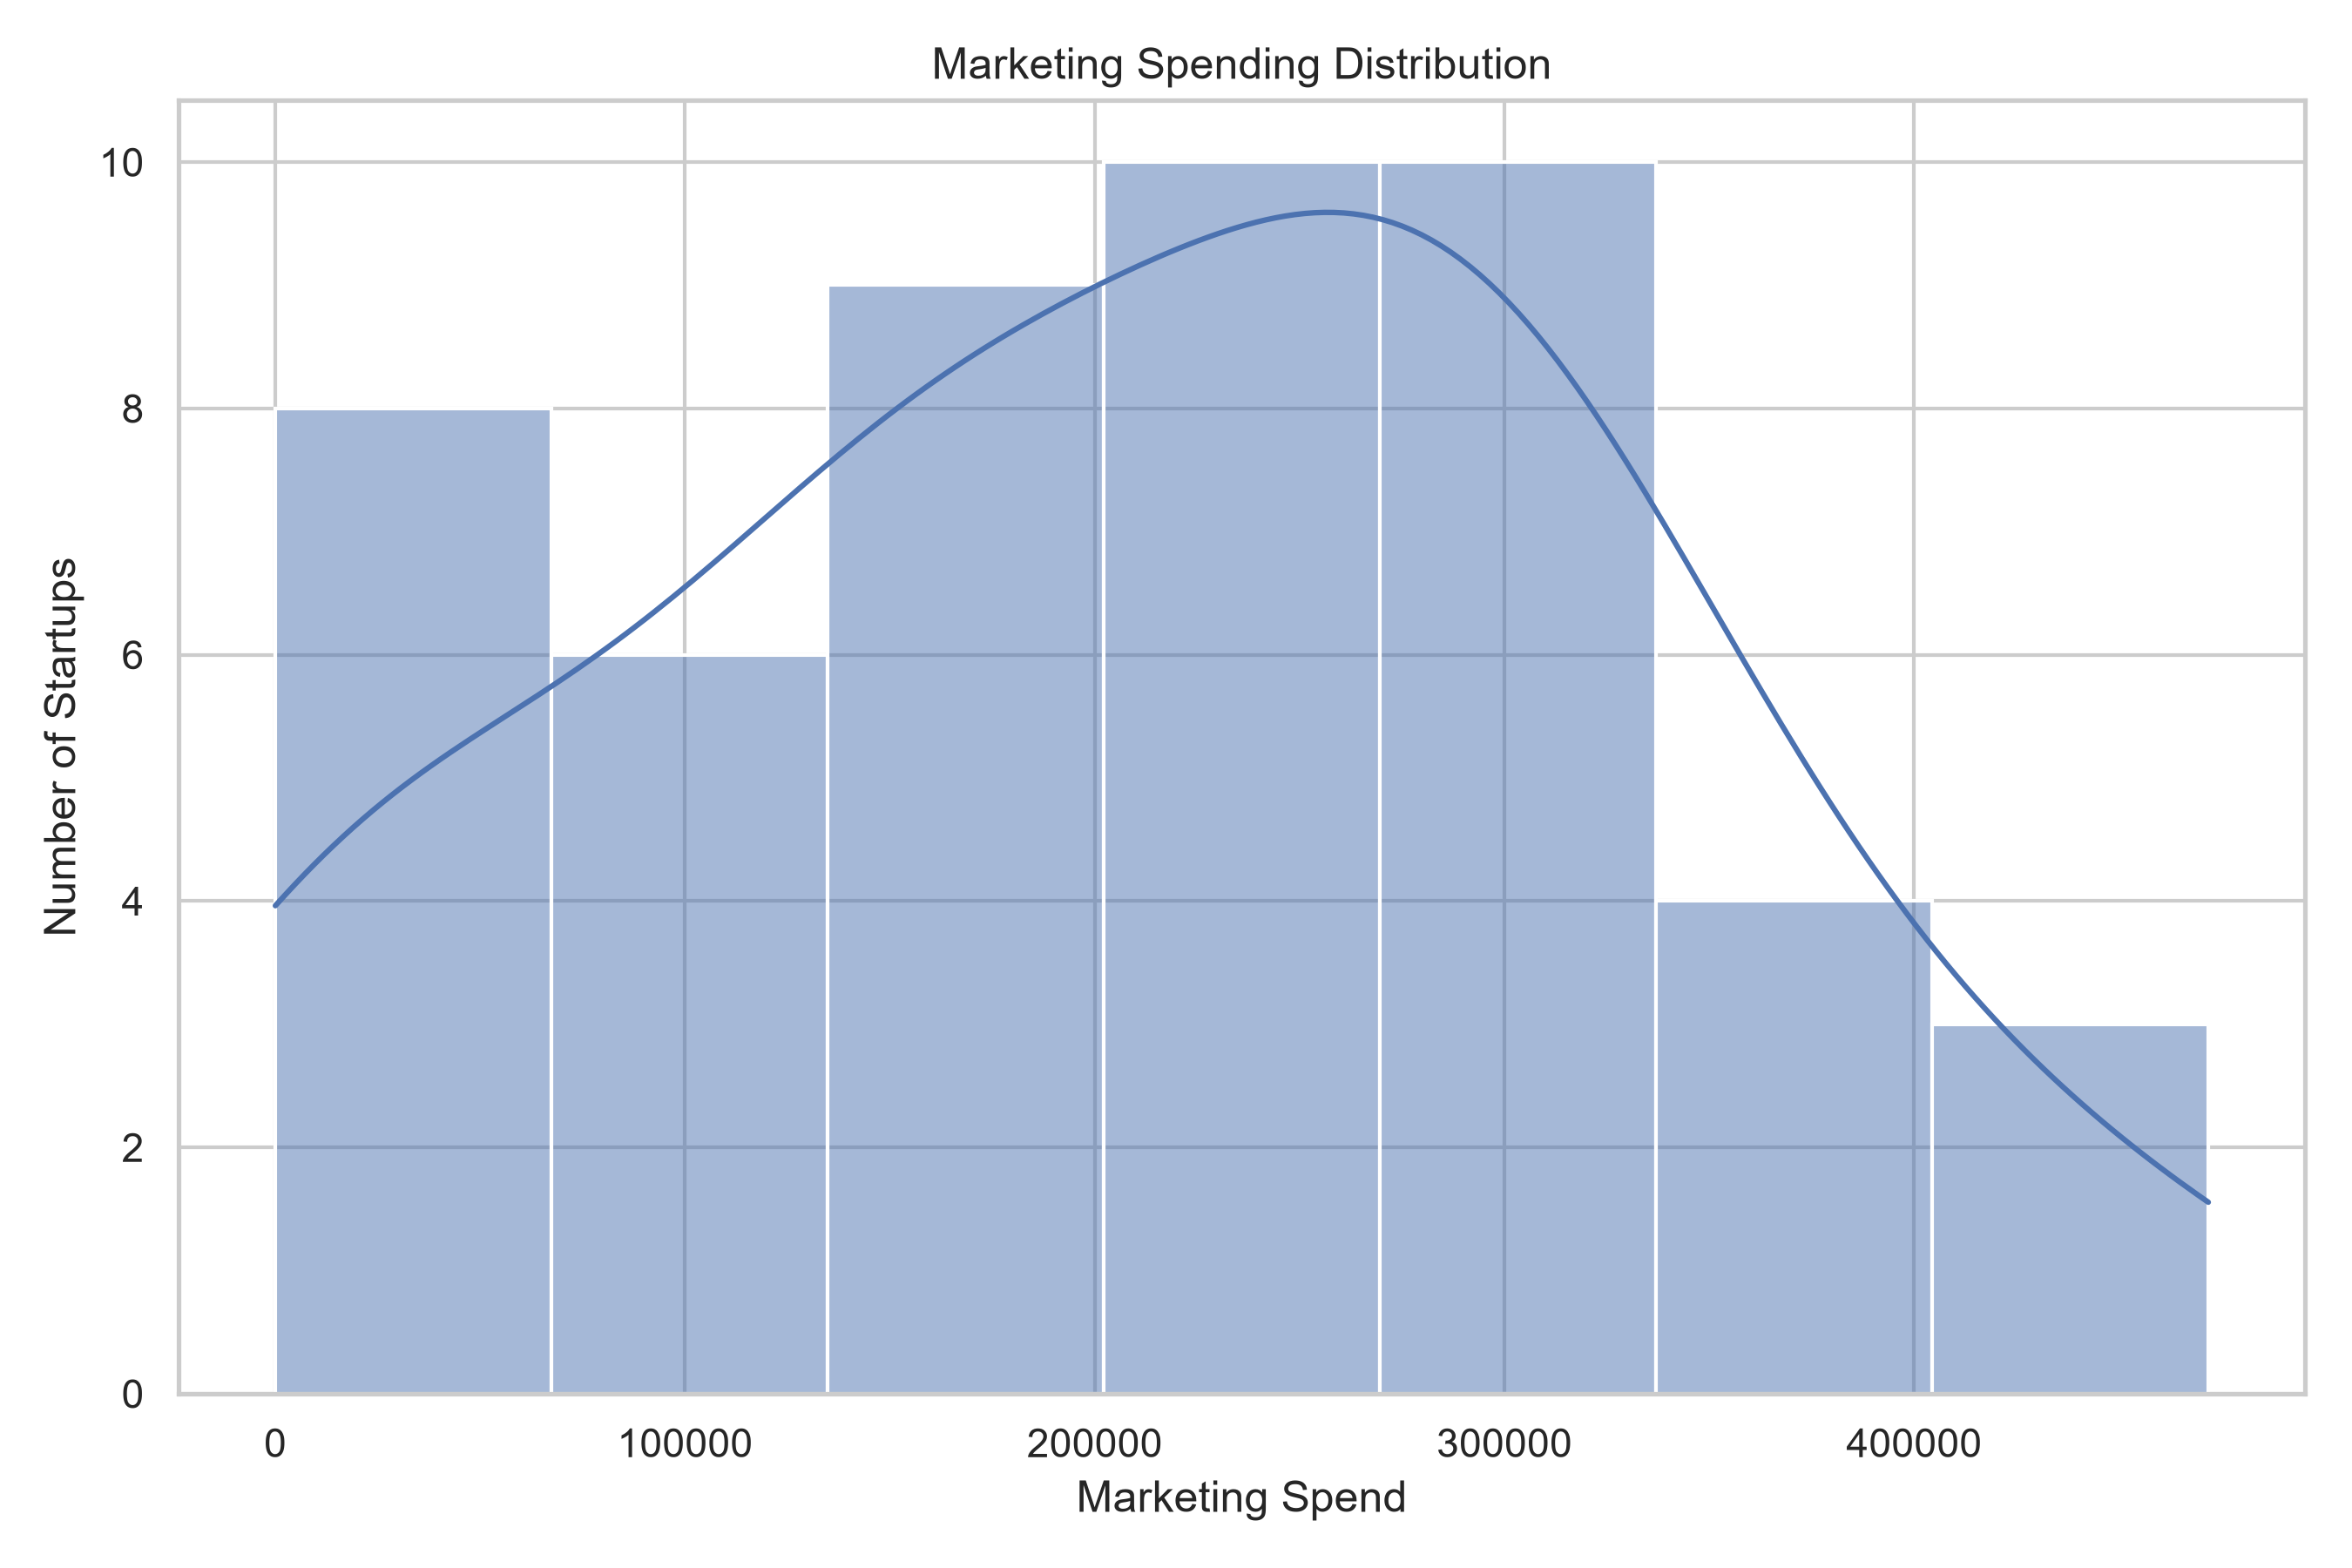 Marketing Spending Distribution
10
8
6
4
2
0
Number of Startups
0 100000 200000 300000 400000
Marketing Spend